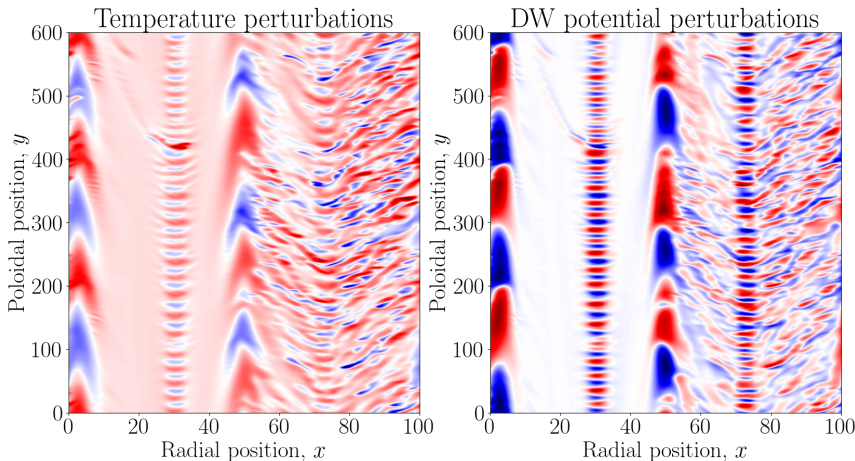 Temperature perturbations
600
500
400
300
200
100
0
Poloidal position, y
0 20 40 60 80 100
Radial position, x
DW potential perturbations
600
500
400
300
200
100
0
Poloidal position, y
0 20 40 60 80 100
Radial position, x